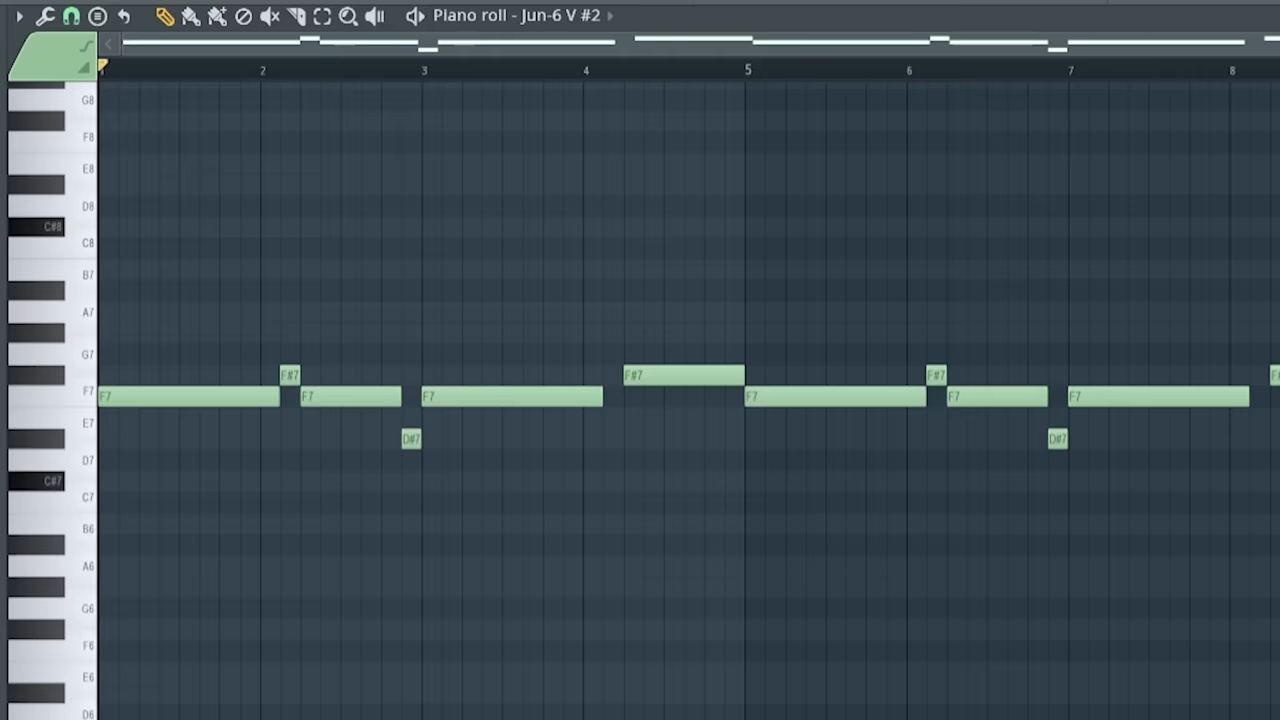 Piano roll - Jun-6 V #2
1 2 3 4 5 6 7 8
G8
F8
E8
D8
C#8
C8
B7
A7
G7
F#7 F#7 F#7
F7 F7 F7 F7 F7 F7 F7
E7
D#7 D#7
D7
C#7
C7
B6
A6
G6
F6
E6
D6